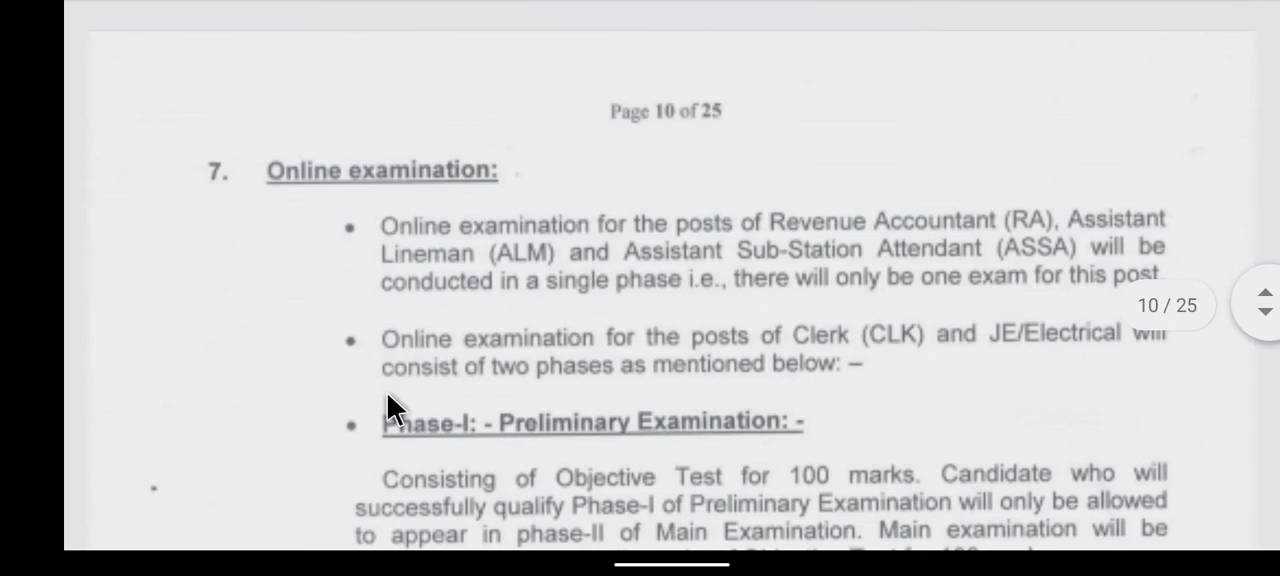 Page 10 of 25
7. Online examination:
• Online examination for the posts of Revenue Accountant (RA), Assistant
Lineman (ALM) and Assistant Sub-Station Attendant (ASSA) will be
conducted in a single phase i.e., there will only be one exam for this post.
10 / 25
• Online examination for the posts of Clerk (CLK) and JE/Electrical will
consist of two phases as mentioned below: –
• Phase-I: - Preliminary Examination: -
Consisting of Objective Test for 100 marks. Candidate who will
successfully qualify Phase-I of Preliminary Examination will only be allowed
to appear in phase-II of Main Examination. Main examination will be